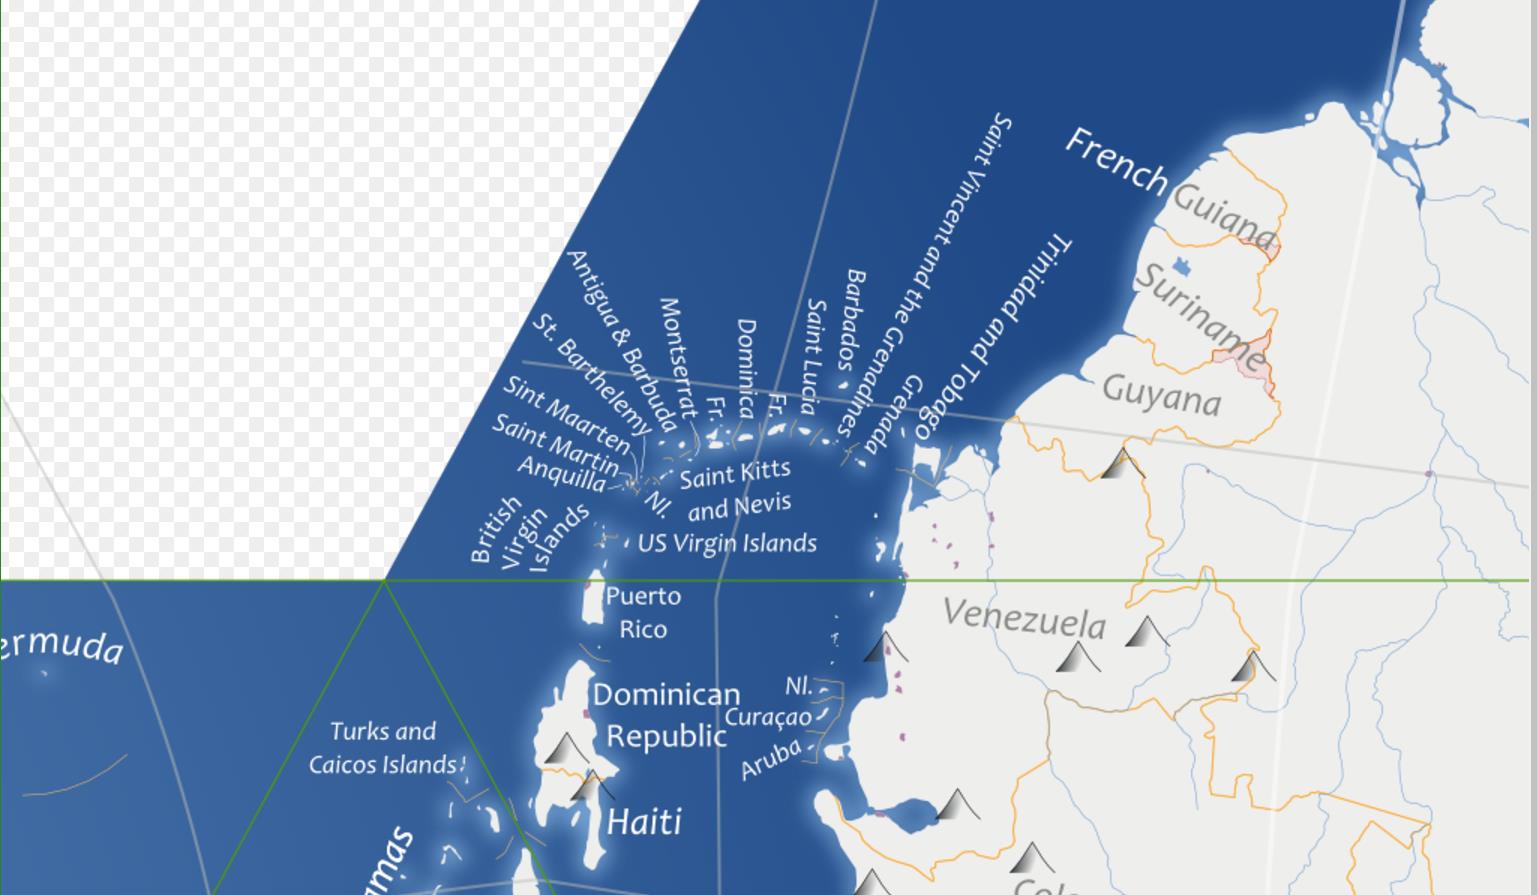 French Guiana
Suriname
Guyana
Saint Vincent and the Grenadines
Trinidad and Tobago
Grenada
Barbados
Saint Lucia
Fr.
Dominica
Fr.
Montserrat
Antigua & Barbuda
St. Barthelemy
Sint Maarten
Saint Martin
Anquilla
Nl.
Saint Kitts
and Nevis
British
Virgin
Islands
US Virgin Islands
Puerto
Rico
Venezuela
ermuda
Dominican
Republic
Nl.
Curaçao
Aruba
Turks and
Caicos Islands
Haiti
amas